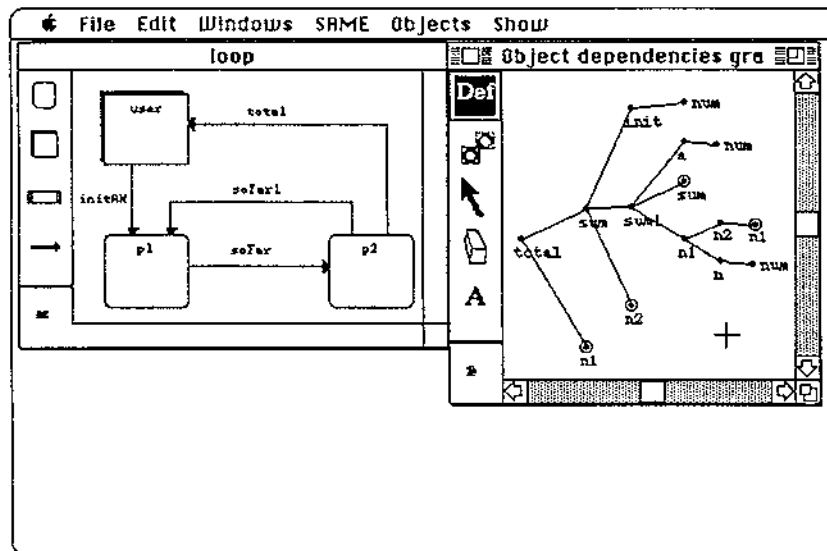 File Edit Windows SAME Objects Show
loop
Object dependencies gra
user
total
initAN
sofar1
p1
sofar
p2
Def
A
init
num
a
num
sum
sum
sum1
n2
n1
total
n1
n
num
n2
n1